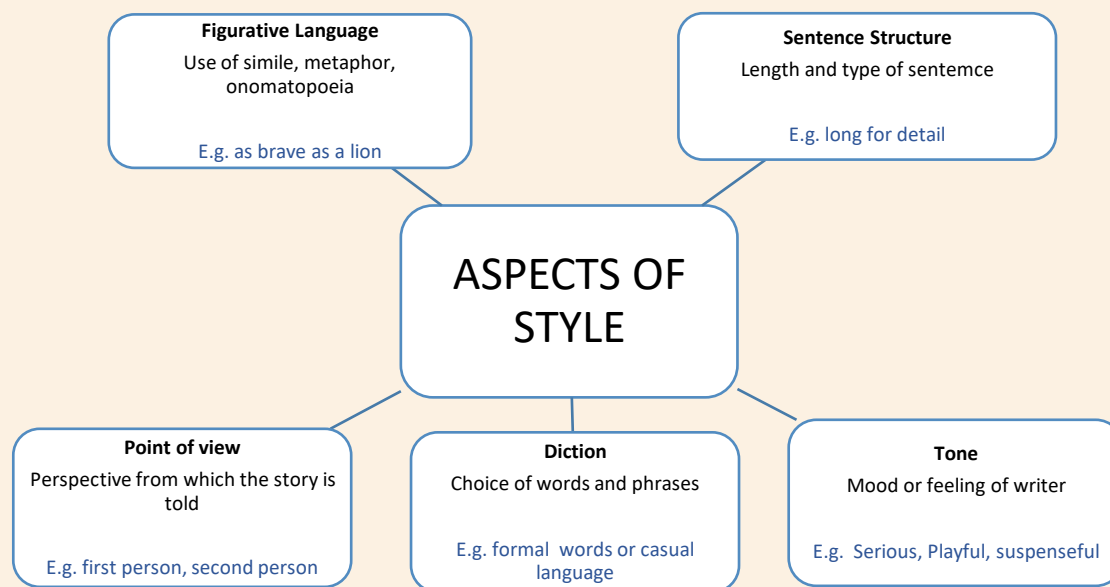 Figurative Language
Use of simile, metaphor,
onomatopoeia
E.g. as brave as a lion
Sentence Structure
Length and type of sentemce
E.g. long for detail
ASPECTS OF
STYLE
Point of view
Perspective from which the story is
told
E.g. first person, second person
Diction
Choice of words and phrases
E.g. formal  words or casual
language
Tone
Mood or feeling of writer
E.g.  Serious, Playful, suspenseful